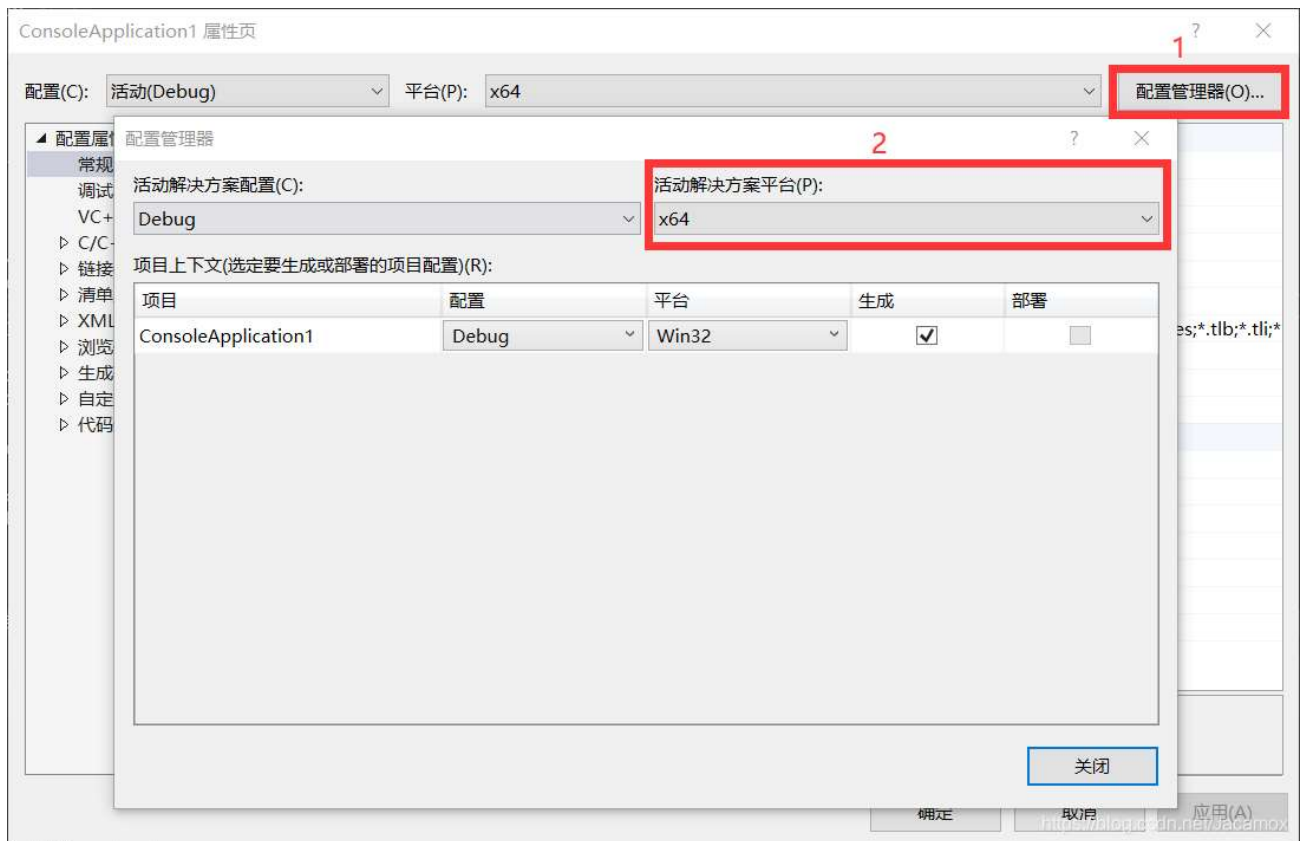 ConsoleApplication1 属性页
1
配置(C): 活动(Debug) 平台(P): x64 配置管理器(O)...
配置属
常规
调试
VC+
C/C-
链接
清单
XML
浏览
生成
自定
代码
配置管理器
2
活动解决方案配置(C): 活动解决方案平台(P):
Debug x64
项目上下文(选定要生成或部署的项目配置)(R):
项目 配置 平台 生成 部署
ConsoleApplication1 Debug Win32
es;*.tlb;*.tli;*
关闭
确定 取消 应用(A)
https://blog.csdn.net/Jacamox